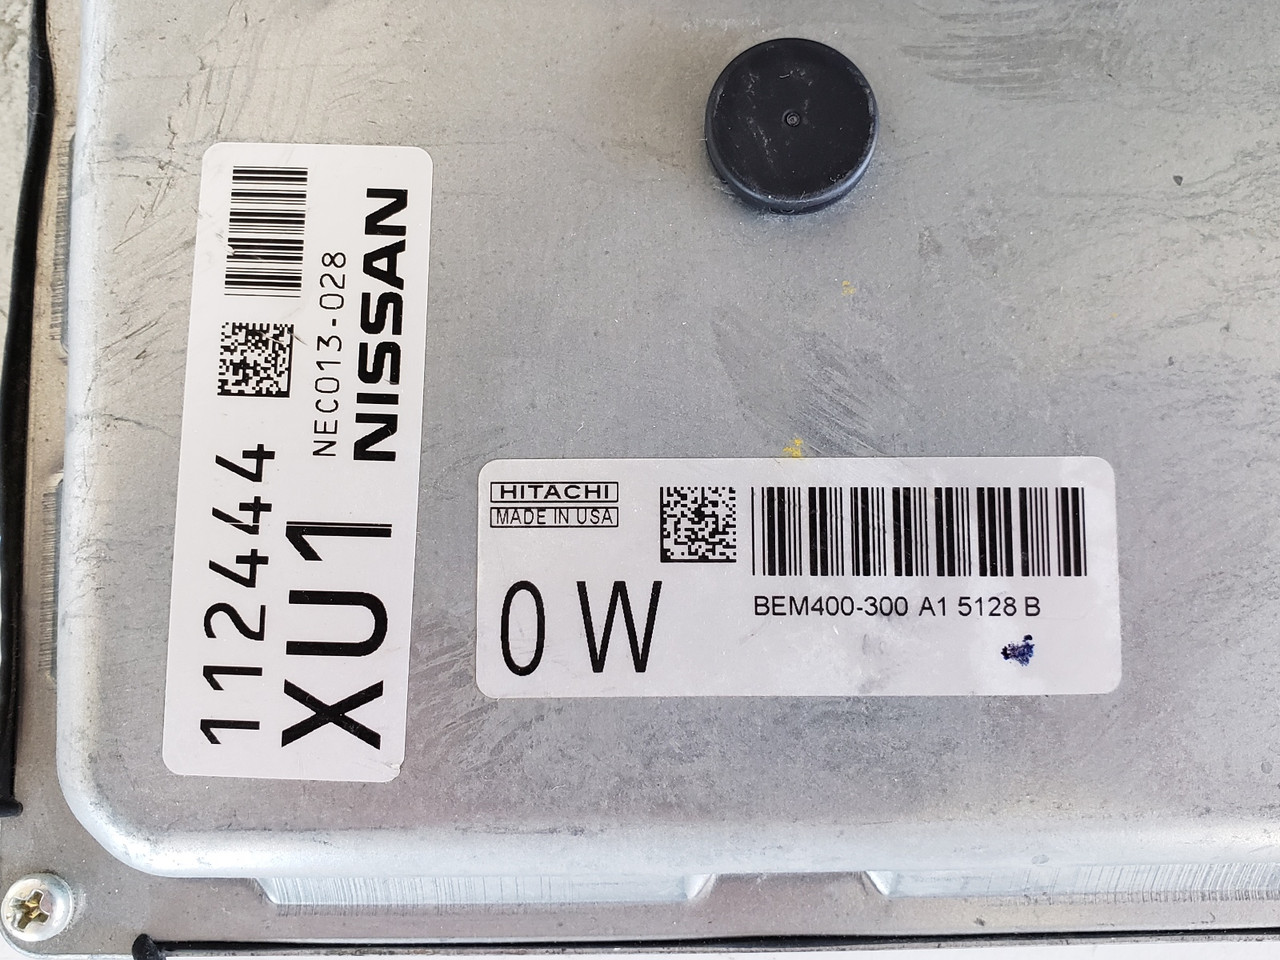 112444
XU1
NEC013-028
NISSAN
HITACHI
MADE IN USA
0 W
BEM400-300 A1 5128 B